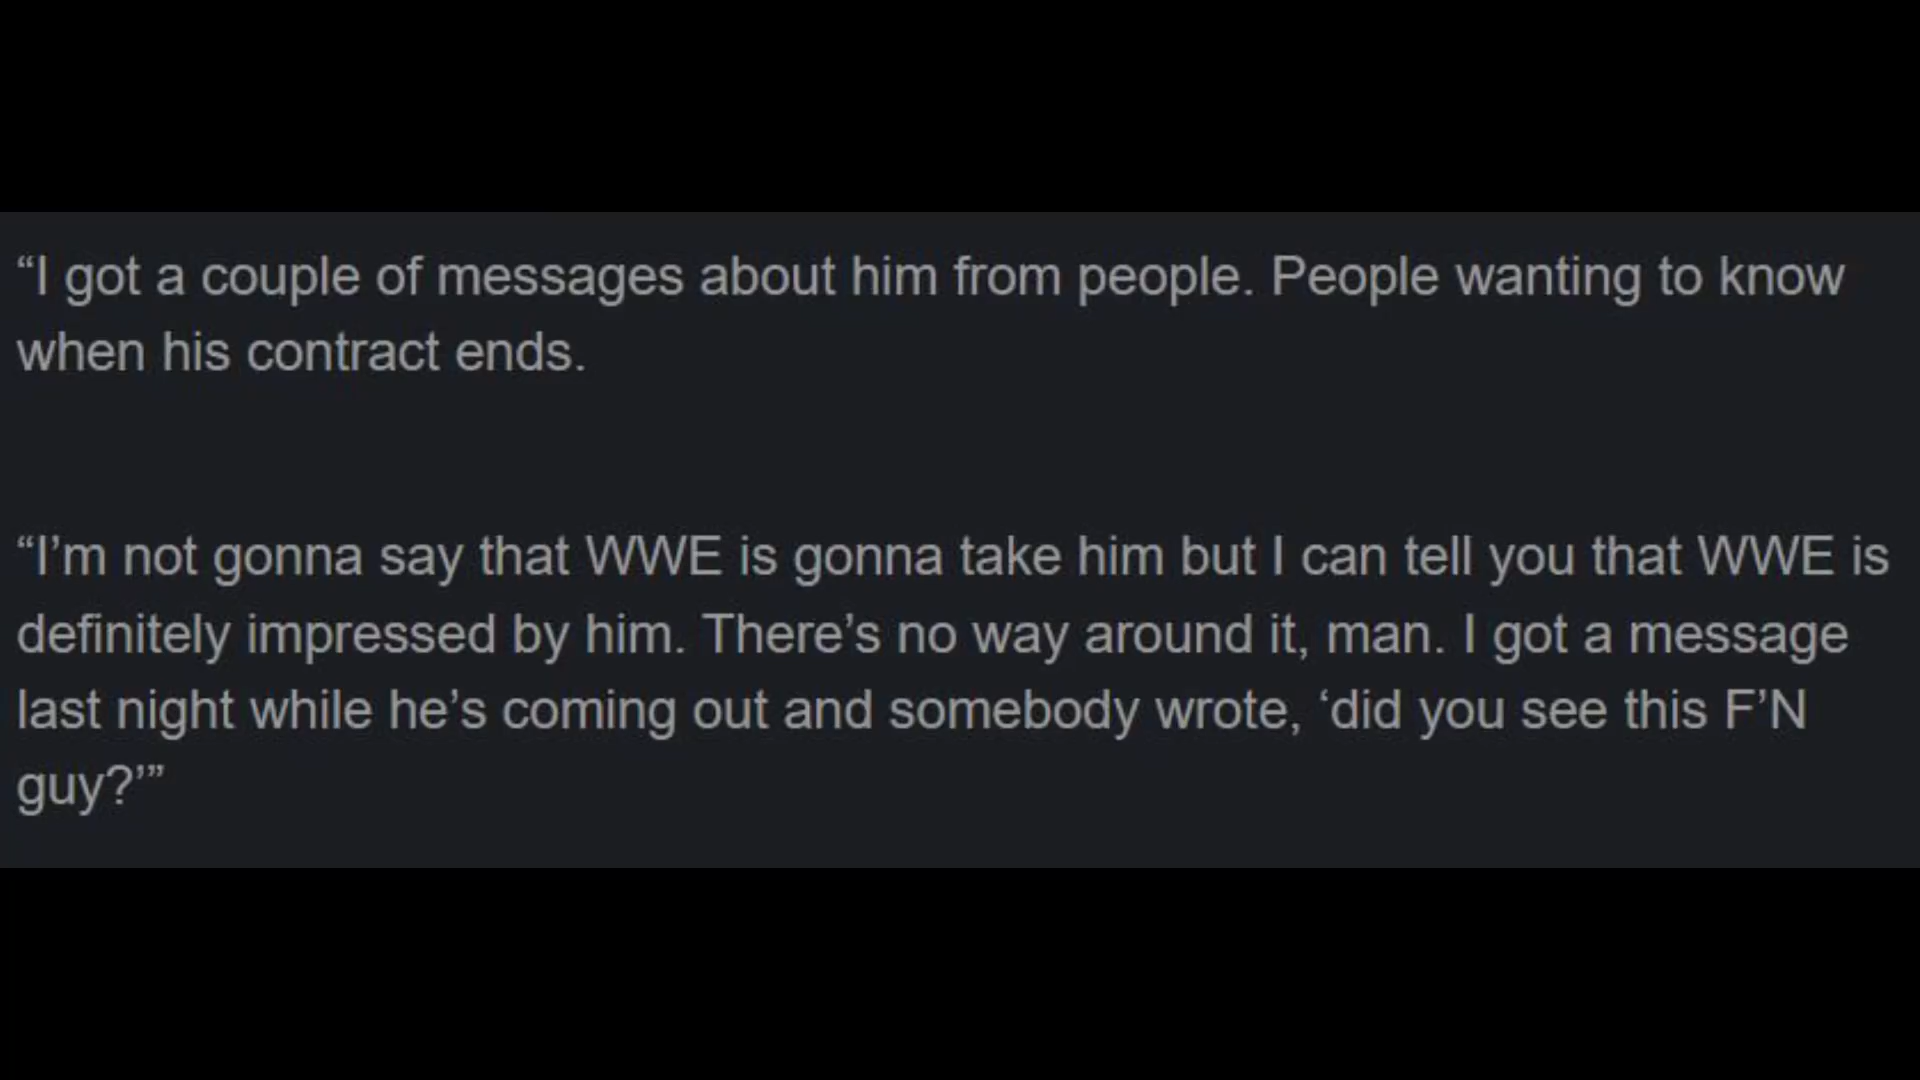 “I got a couple of messages about him from people. People wanting to know
when his contract ends.
“I’m not gonna say that WWE is gonna take him but I can tell you that WWE is
definitely impressed by him. There’s no way around it, man. I got a message
last night while he’s coming out and somebody wrote, ‘did you see this F’N
guy?’”